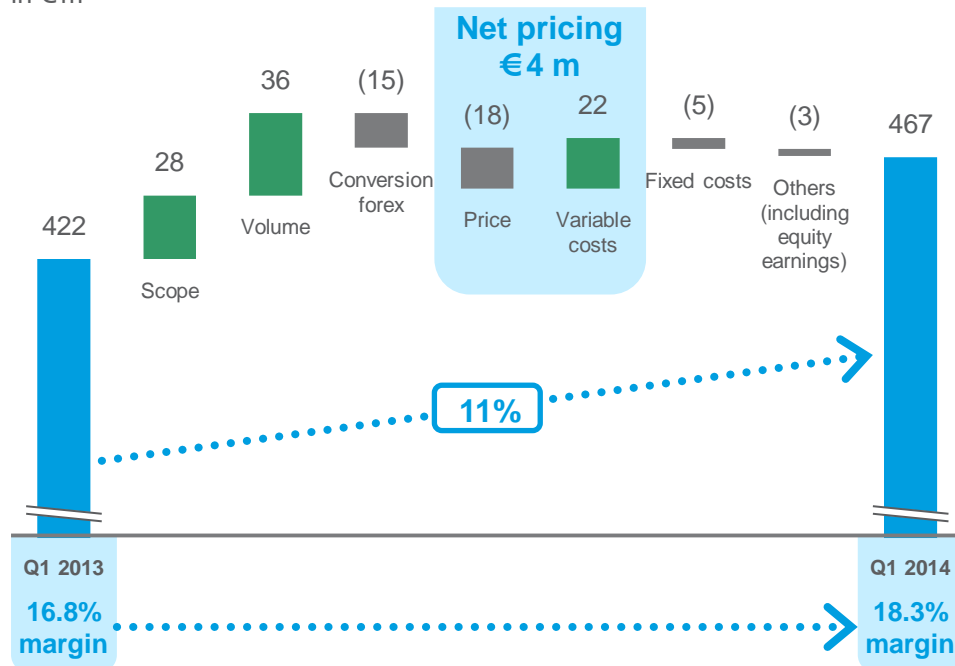 in €m
Net pricing
€4 m
422
28
Scope
36
Volume
(15)
Conversion
forex
(18)
Price
22
Variable
costs
(5)
Fixed costs
(3)
Others
(including
equity
earnings)
467
11%
Q1 2013
16.8%
margin
Q1 2014
18.3%
margin